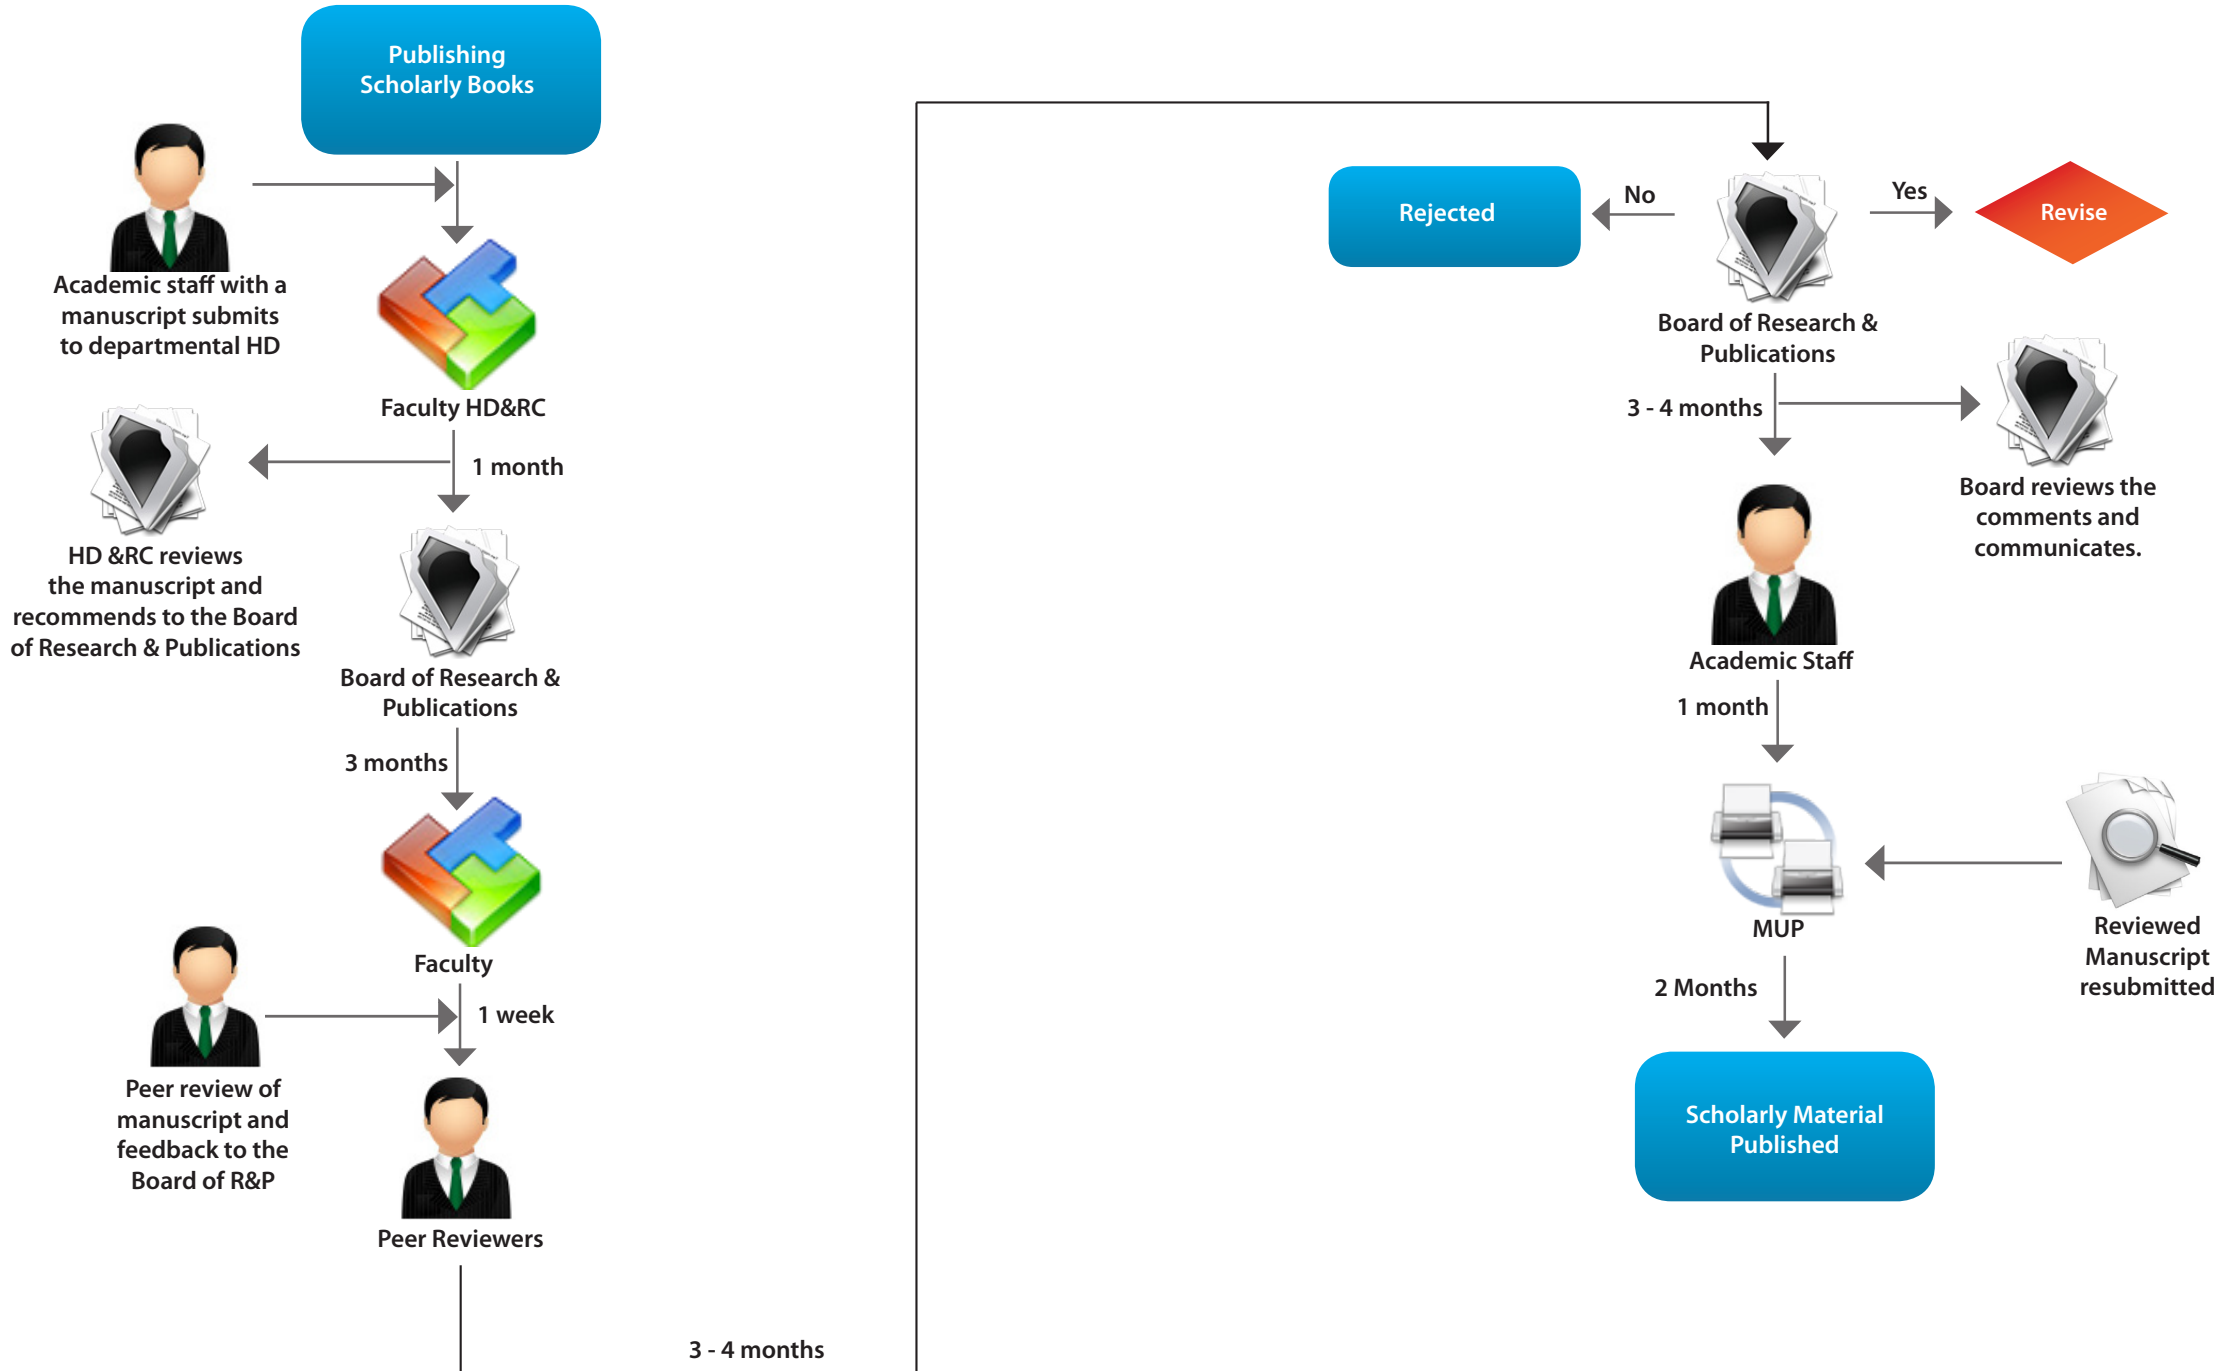 Publishing
Scholarly Books
Academic staff with a
manuscript submits
to departmental HD
Faculty HD&RC
1 month
HD &RC reviews
the manuscript and
recommends to the Board
of Research & Publications
Board of Research &
Publications
3 months
Faculty
1 week
Peer review of
manuscript and
feedback to the
Board of R&P
Peer Reviewers
3 - 4 months
Rejected
No
Yes
Revise
Board of Research &
Publications
3 - 4 months
Board reviews the
comments and
communicates.
Academic Staff
1 month
MUP
Reviewed
Manuscript
resubmitted
2 Months
Scholarly Material
Published